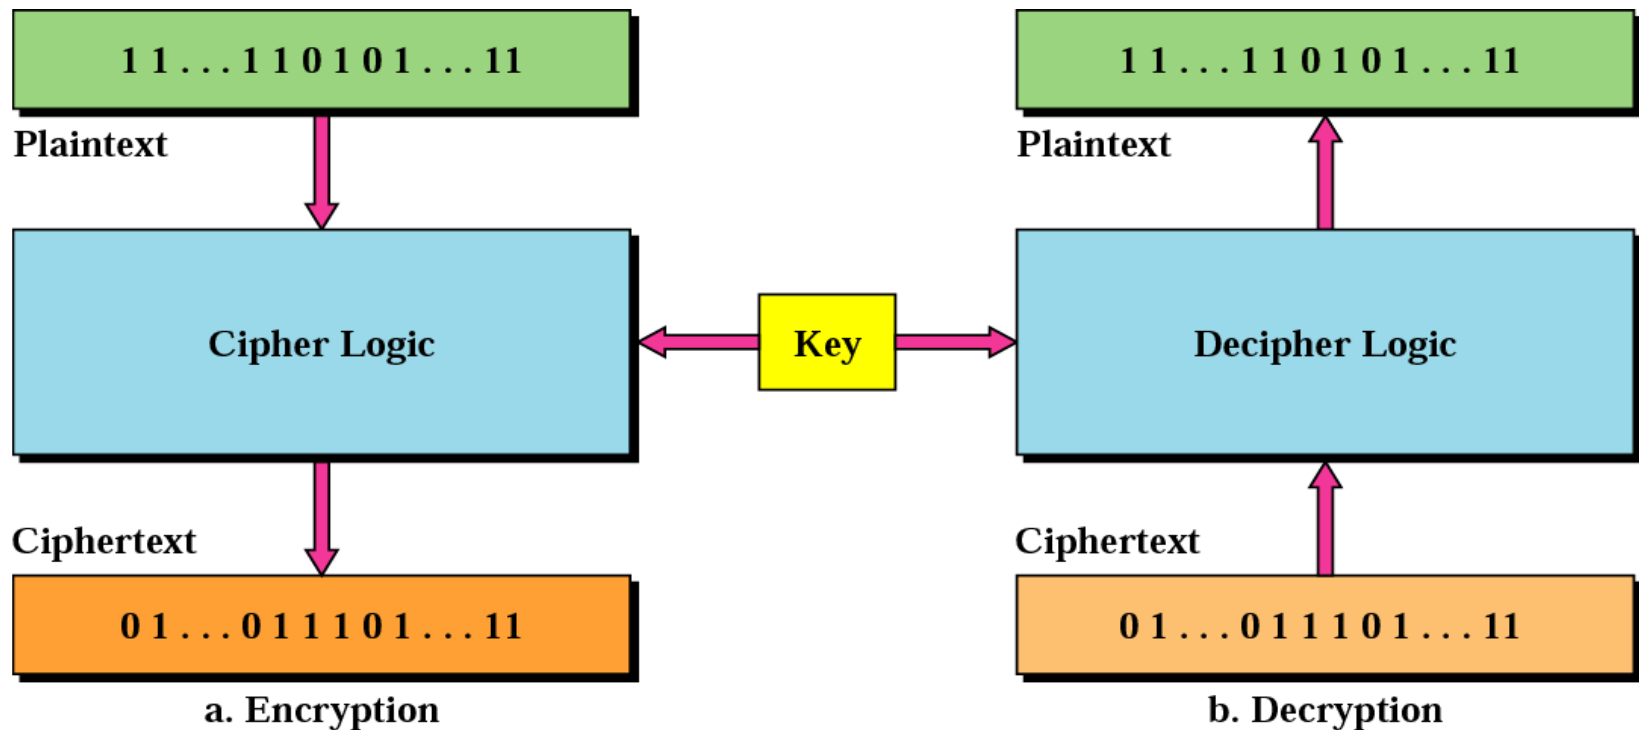 1 1 . . . 1 1 0 1 0 1 . . . 11
Plaintext
Cipher Logic
Ciphertext
0 1 . . . 0 1 1 1 0 1 . . . 11
a. Encryption
Key
1 1 . . . 1 1 0 1 0 1 . . . 11
Plaintext
Decipher Logic
Ciphertext
0 1 . . . 0 1 1 1 0 1 . . . 11
b. Decryption